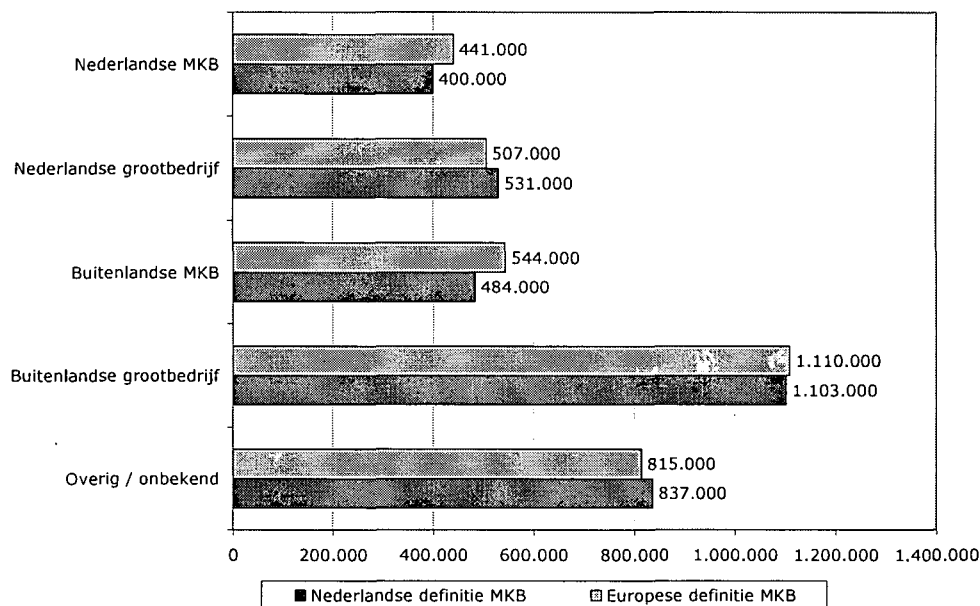 Nederlandse MKB
441.000
400.000
Nederlandse grootbedrijf
507.000
531.000
Buitenlandse MKB
544.000
484.000
Buitenlandse grootbedrijf
1.110.000
1.103.000
Overig / onbekend
815.000
837.000
0 200.000 400.000 600.000 800.000 1.000.000 1.200.000 1.400.000
Nederlandse definitie MKB Europese definitie MKB